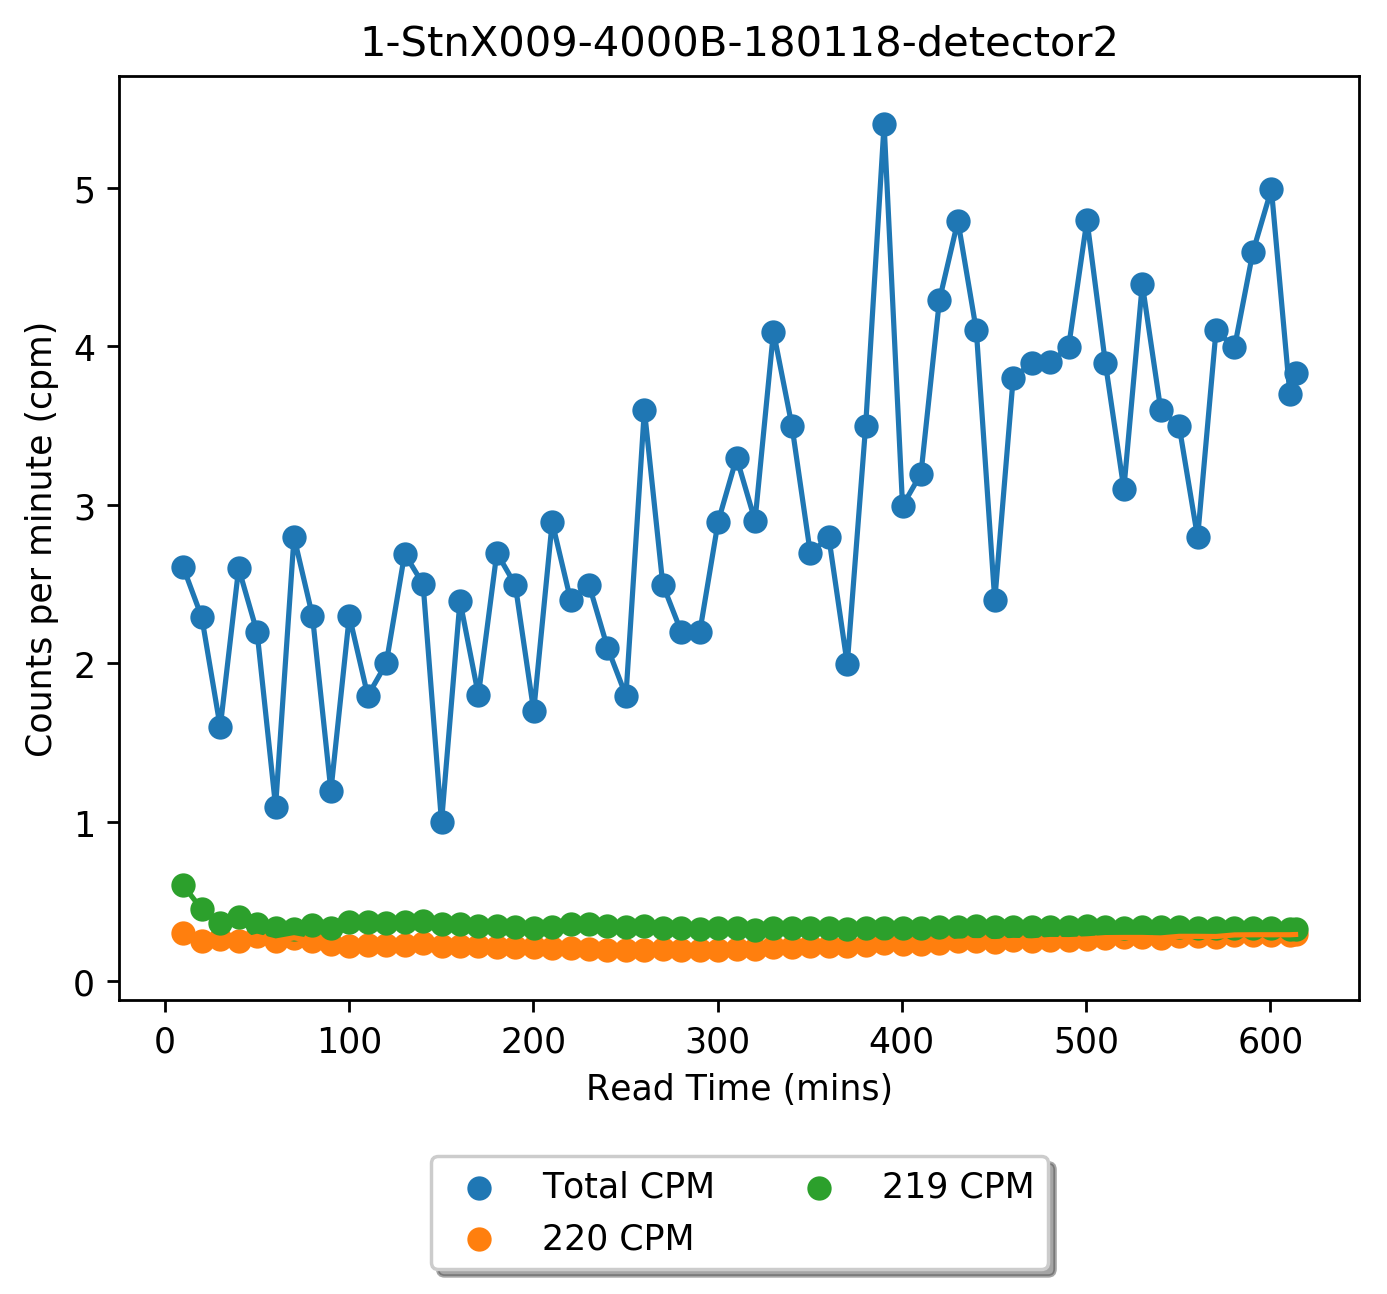 1-StnX009-4000B-180118-detector2
Counts per minute (cpm)
5
4
3
2
1
0
0 100 200 300 400 500 600
Read Time (mins)
Total CPM 219 CPM
220 CPM